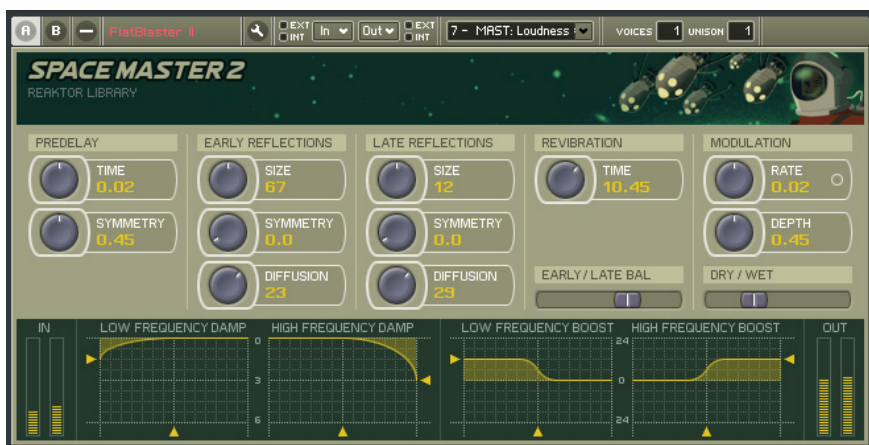 A B FlatBlaster II EXT INT In Out EXT INT 7 - MAST: Loudness VOICES 1 UNISON 1
SPACE MASTER 2
REAKTOR LIBRARY
PREDELAY EARLY REFLECTIONS LATE REFLECTIONS REVIBRATION MODULATION
TIME 0.02 SIZE 67 SIZE 12 TIME 10.45 RATE 0.02
SYMMETRY 0.45 SYMMETRY 0.0 SYMMETRY 0.0 DEPTH 0.45
DIFFUSION 23 DIFFUSION 29 EARLY / LATE BAL DRY / WET
IN LOW FREQUENCY DAMP HIGH FREQUENCY DAMP LOW FREQUENCY BOOST HIGH FREQUENCY BOOST OUT
0 24
3 0
6 24